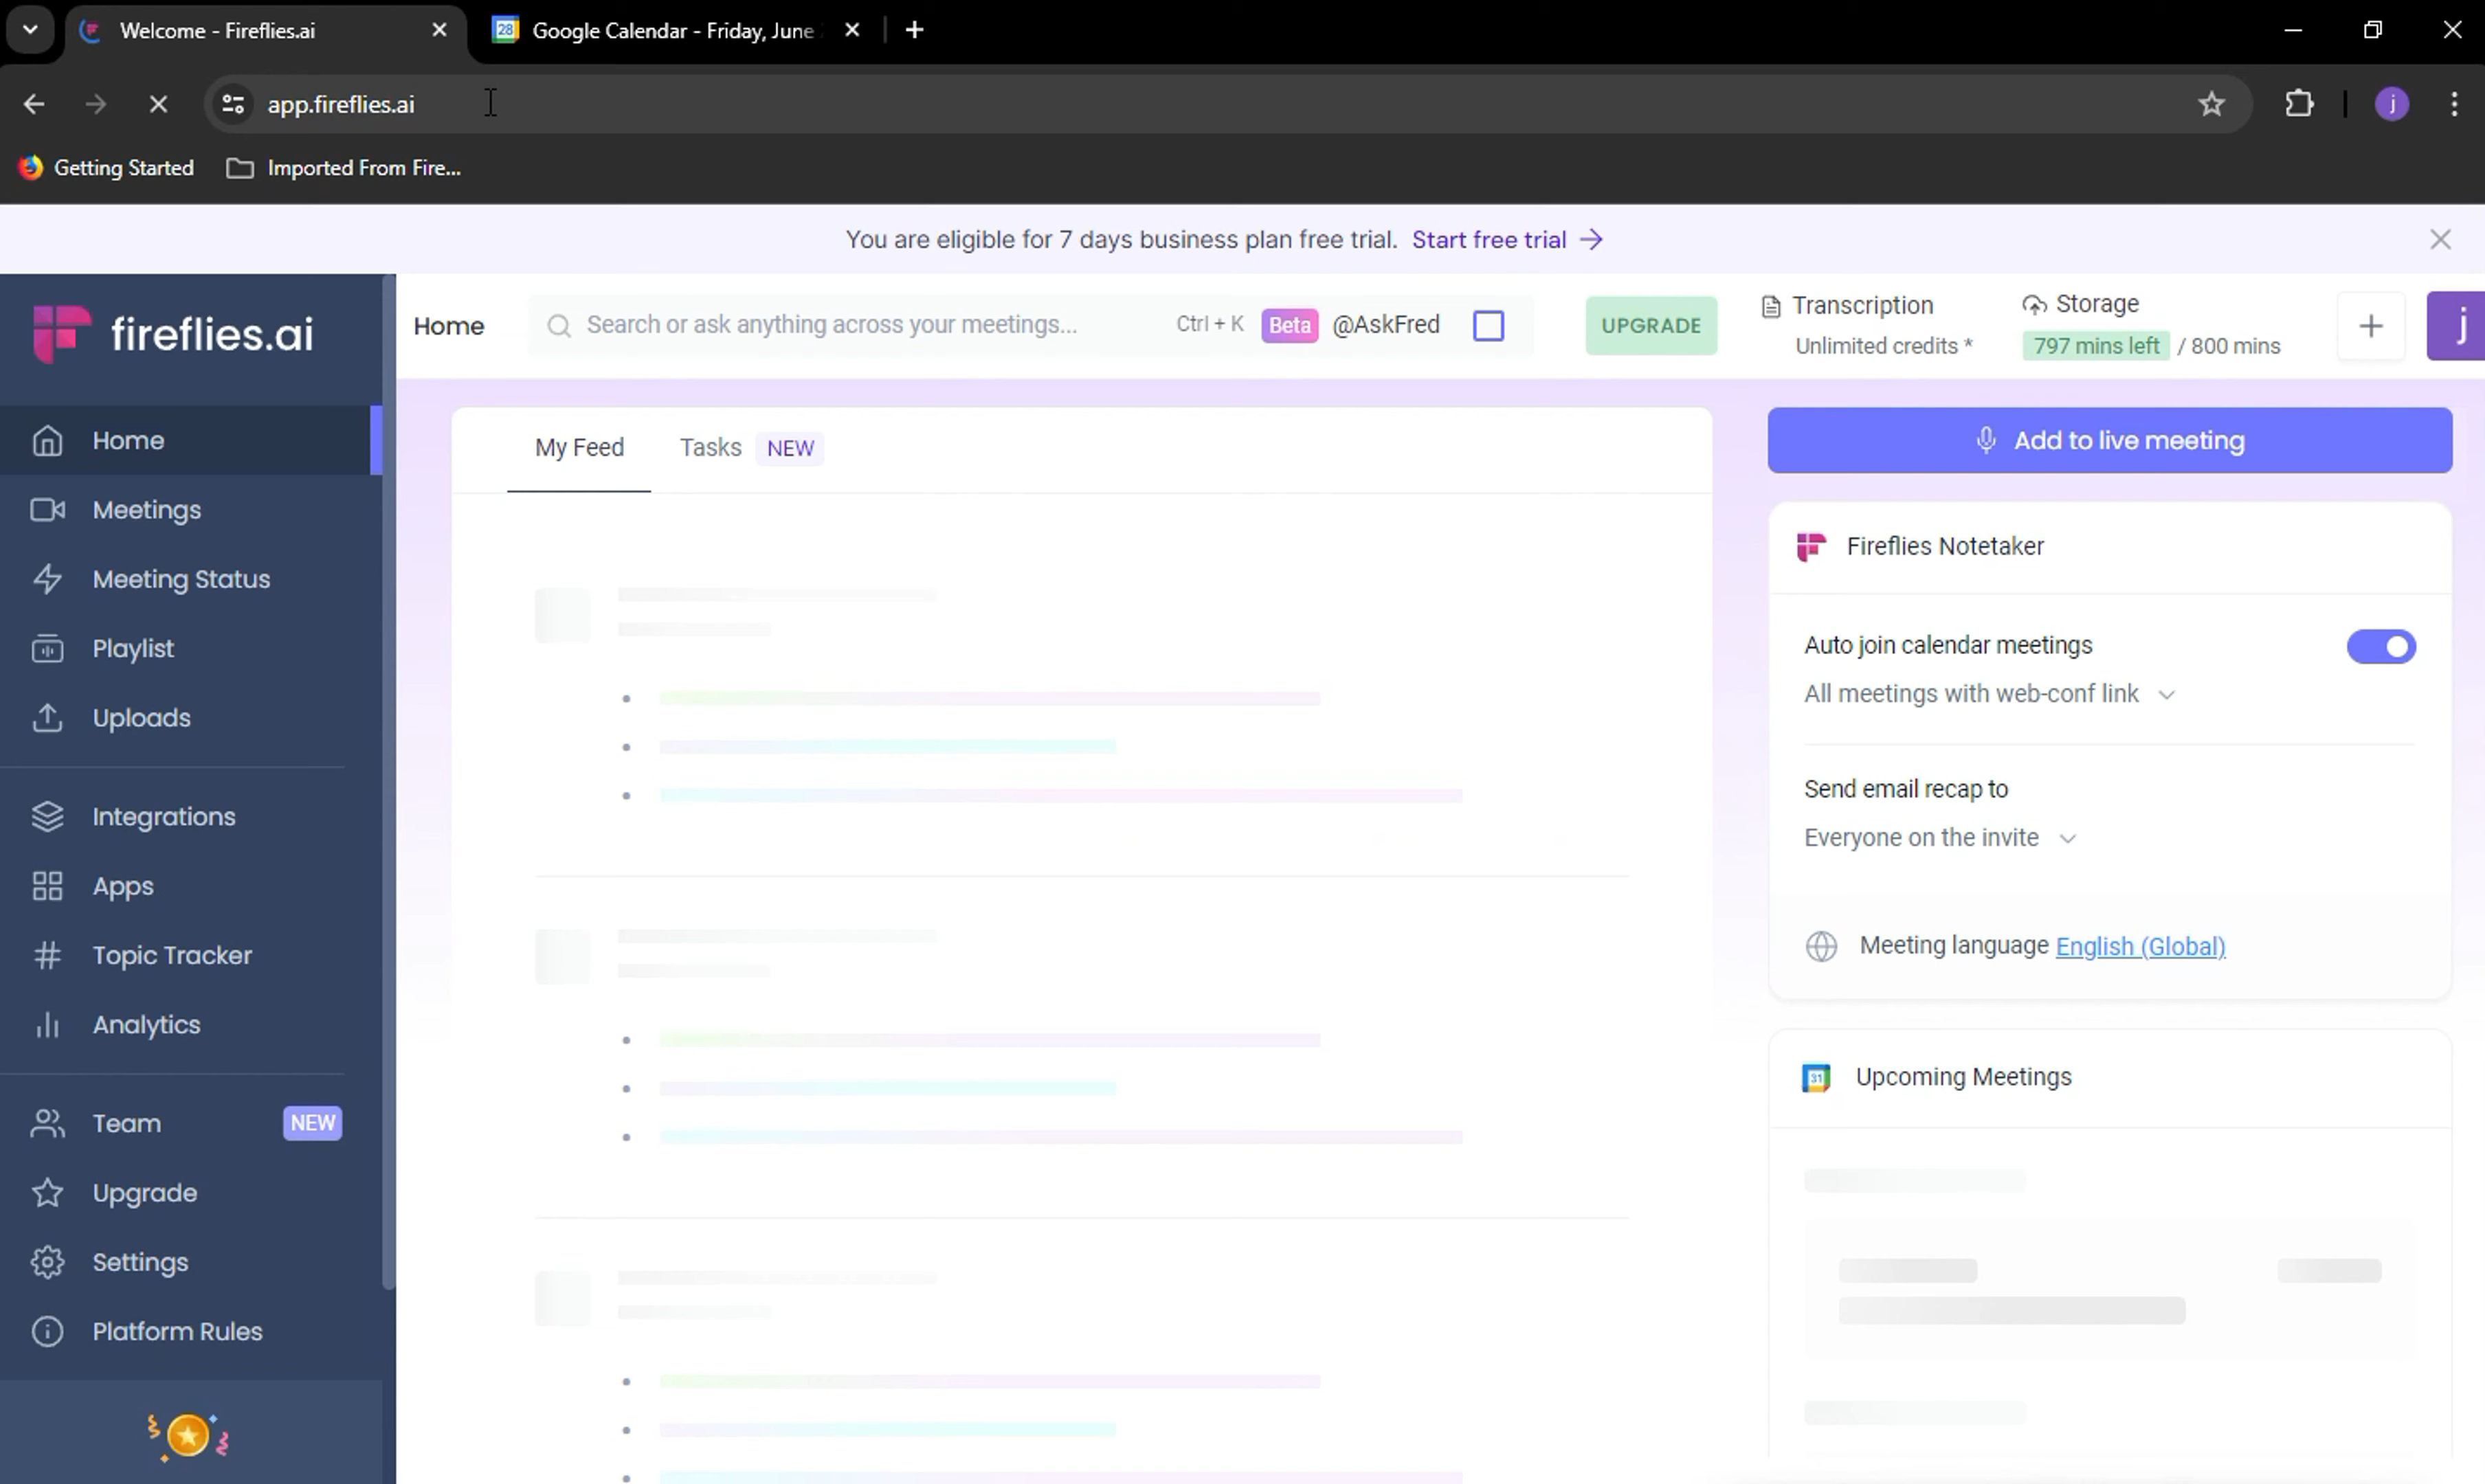 Welcome - Fireflies.ai
28 Google Calendar - Friday, June
app.fireflies.ai
j
Getting Started
Imported From Fire...
You are eligible for 7 days business plan free trial. Start free trial
fireflies.ai
Home
Search or ask anything across your meetings... Ctrl + K Beta @AskFred
UPGRADE
Transcription
Unlimited credits *
Storage
797 mins left / 800 mins
j
Home
Meetings
Meeting Status
Playlist
Uploads
Integrations
Apps
Topic Tracker
Analytics
Team NEW
Upgrade
Settings
Platform Rules
My Feed
Tasks NEW
Add to live meeting
Fireflies Notetaker
Auto join calendar meetings
All meetings with web-conf link
Send email recap to
Everyone on the invite
Meeting language English (Global)
31 Upcoming Meetings